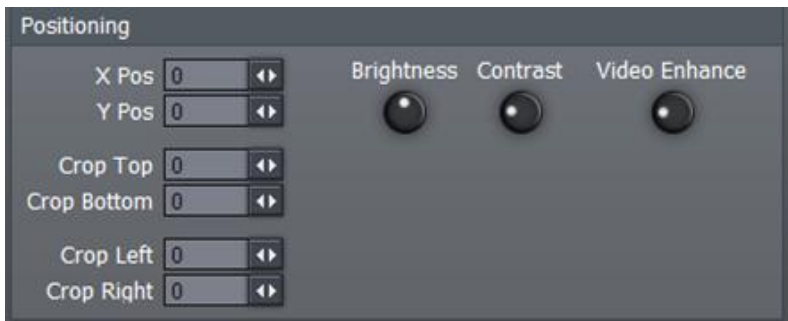 Positioning
X Pos 0
Y Pos 0
Crop Top 0
Crop Bottom 0
Crop Left 0
Crop Right 0
Brightness Contrast Video Enhance